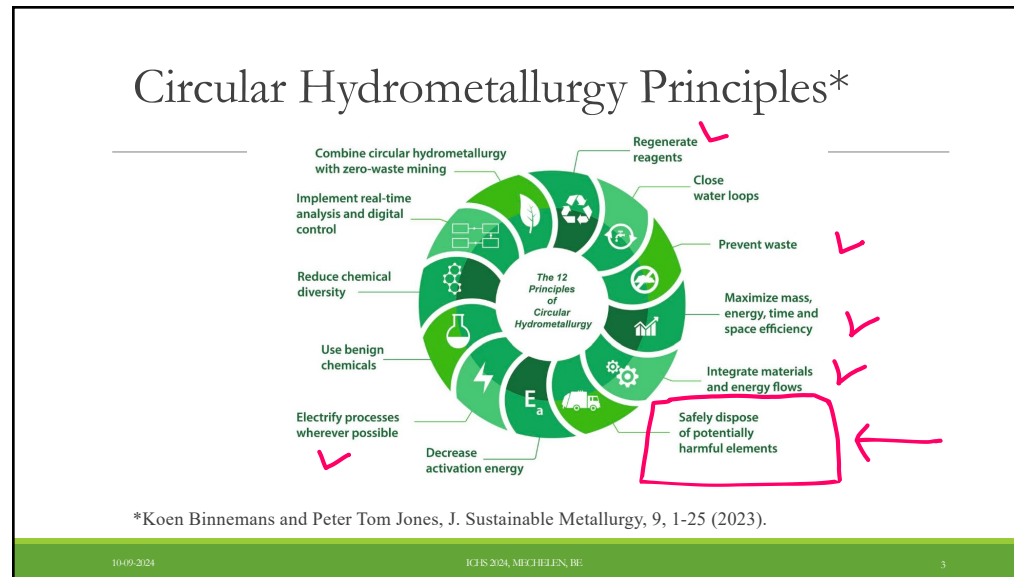 Circular Hydrometallurgy Principles*
Regenerate
reagents
Close
water loops
Prevent waste
Maximize mass,
energy, time and
space efficiency
Integrate materials
and energy flows
Safely dispose
of potentially
harmful elements
Decrease
activation energy
Electrify processes
wherever possible
Use benign
chemicals
Reduce chemical
diversity
Implement real-time
analysis and digital
control
Combine circular hydrometallurgy
with zero-waste mining
The 12
Principles
of
Circular
Hydrometallurgy
Ea
*Koen Binnemans and Peter Tom Jones, J. Sustainable Metallurgy, 9, 1-25 (2023).
10-09-2024
ICHS 2024, MECHELEN, BE
3